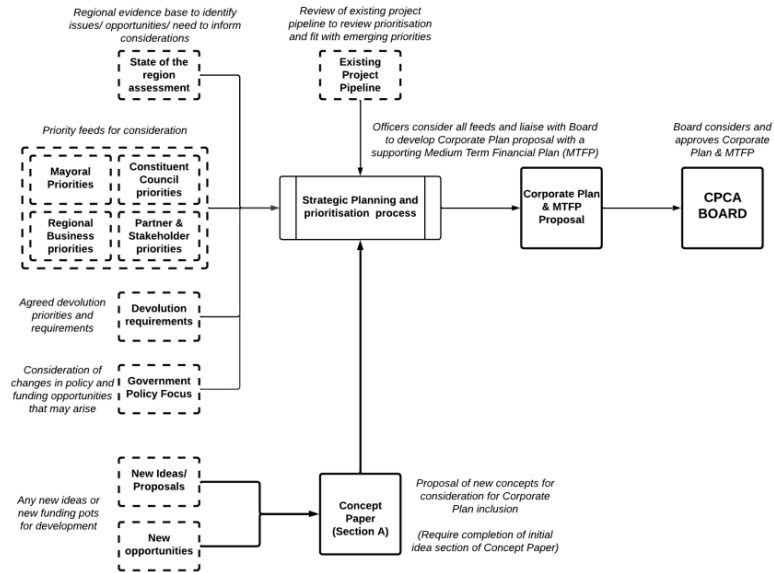 Regional evidence base to identify
issues/ opportunities/ need to inform
considerations
State of the
region
assessment
Review of existing project
pipeline to review prioritisation
and fit with emerging priorities
Existing
Project
Pipeline
Priority feeds for consideration
Mayoral
Priorities
Constituent
Council
priorities
Regional
Business
priorities
Partner &
Stakeholder
priorities
Strategic Planning and
prioritisation process
Officers consider all feeds and liaise with Board
to develop Corporate Plan proposal with a
supporting Medium Term Financial Plan (MTFP)
Corporate Plan
& MTFP
Proposal
Board considers and
approves Corporate
Plan & MTFP
CPCA
BOARD
Agreed devolution
priorities and
requirements
Devolution
requirements
Consideration of
changes in policy and
funding opportunities
that may arise
Government
Policy Focus
Any new ideas or
new funding pots
for development
New Ideas/
Proposals
New
opportunities
Concept
Paper
(Section A)
Proposal of new concepts for
consideration for Corporate
Plan inclusion
(Require completion of initial
idea section of Concept Paper)